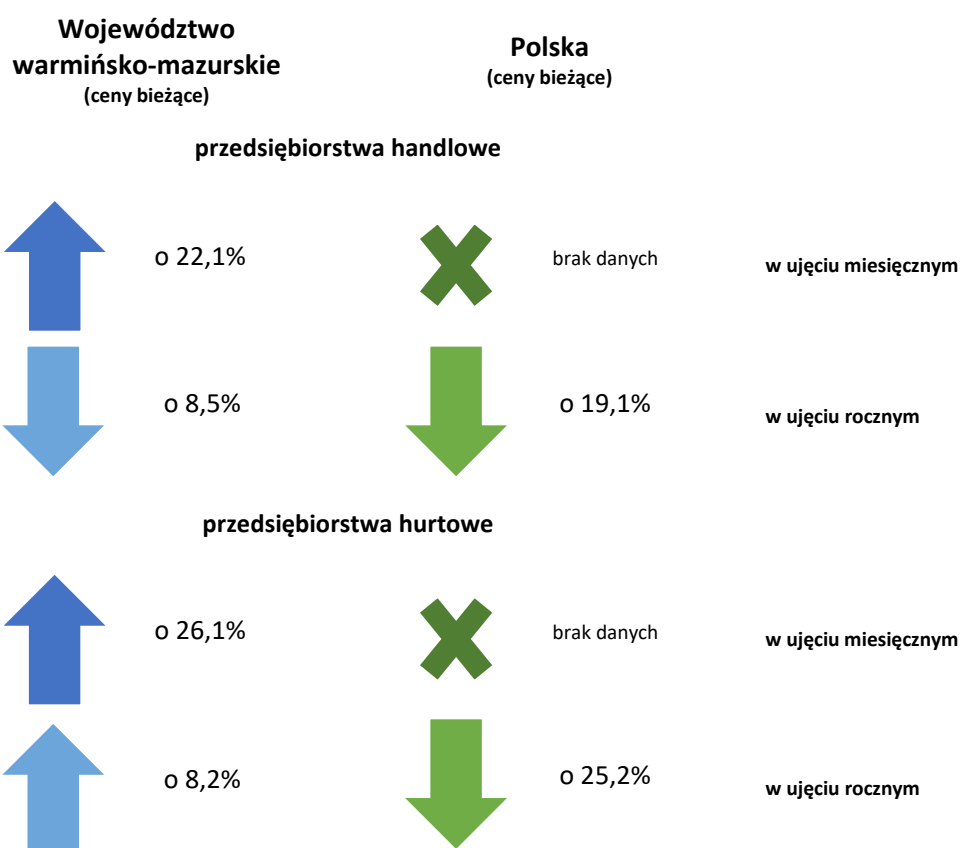 Województwo
warmińsko-mazurskie
(ceny bieżące)
Polska
(ceny bieżące)
przedsiębiorstwa handlowe
o 22,1%
brak danych
w ujęciu miesięcznym
o 8,5%
o 19,1%
w ujęciu rocznym
przedsiębiorstwa hurtowe
o 26,1%
brak danych
w ujęciu miesięcznym
o 8,2%
o 25,2%
w ujęciu rocznym